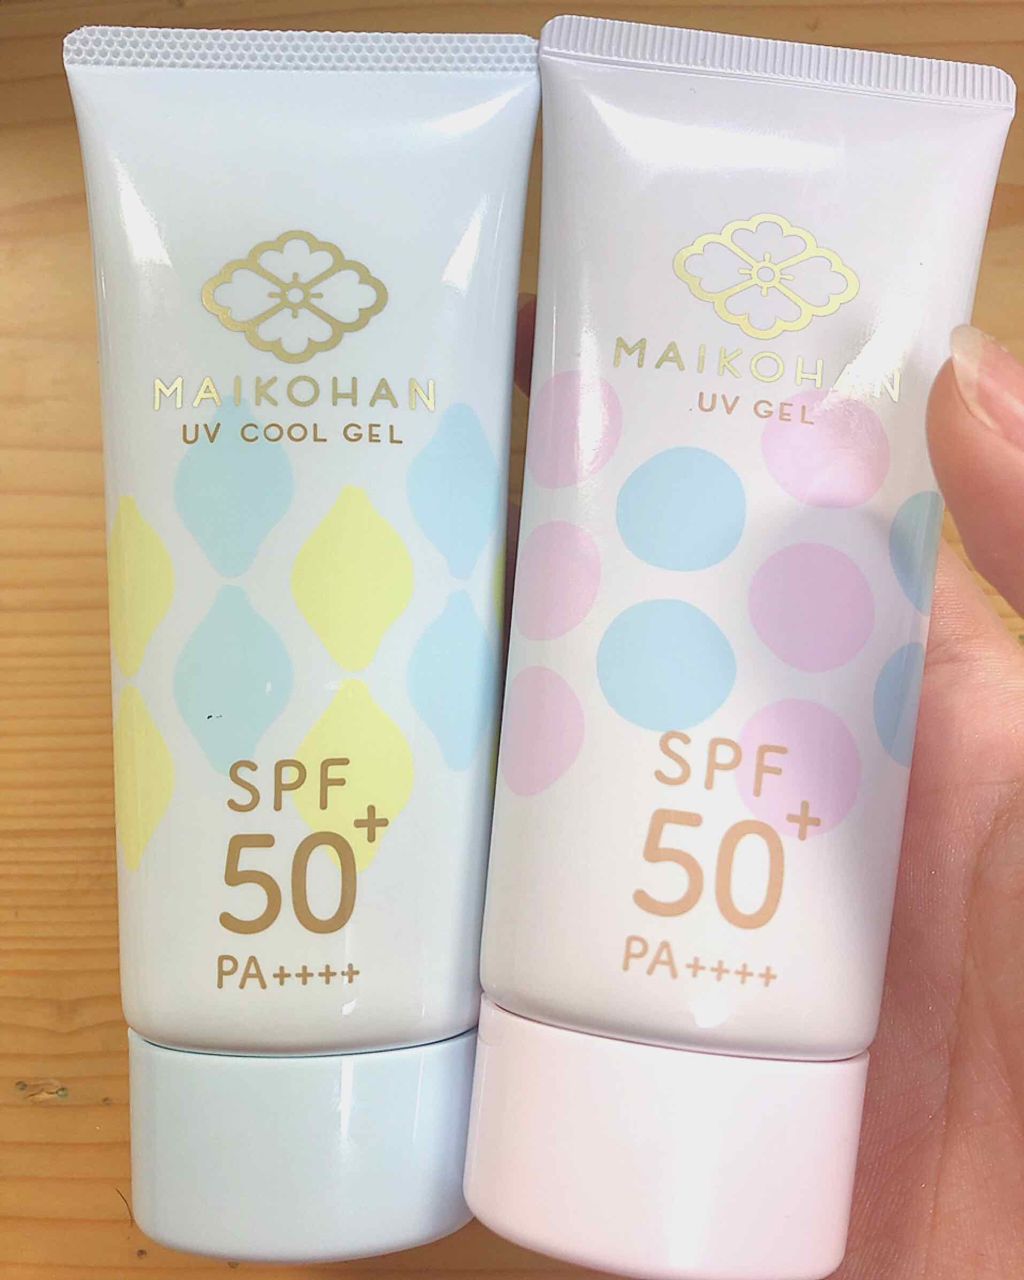 MAIKOHAN
UV COOL GEL
SPF
50+
PA++++
MAIKOHAN
UV GEL
SPF
50+
PA++++